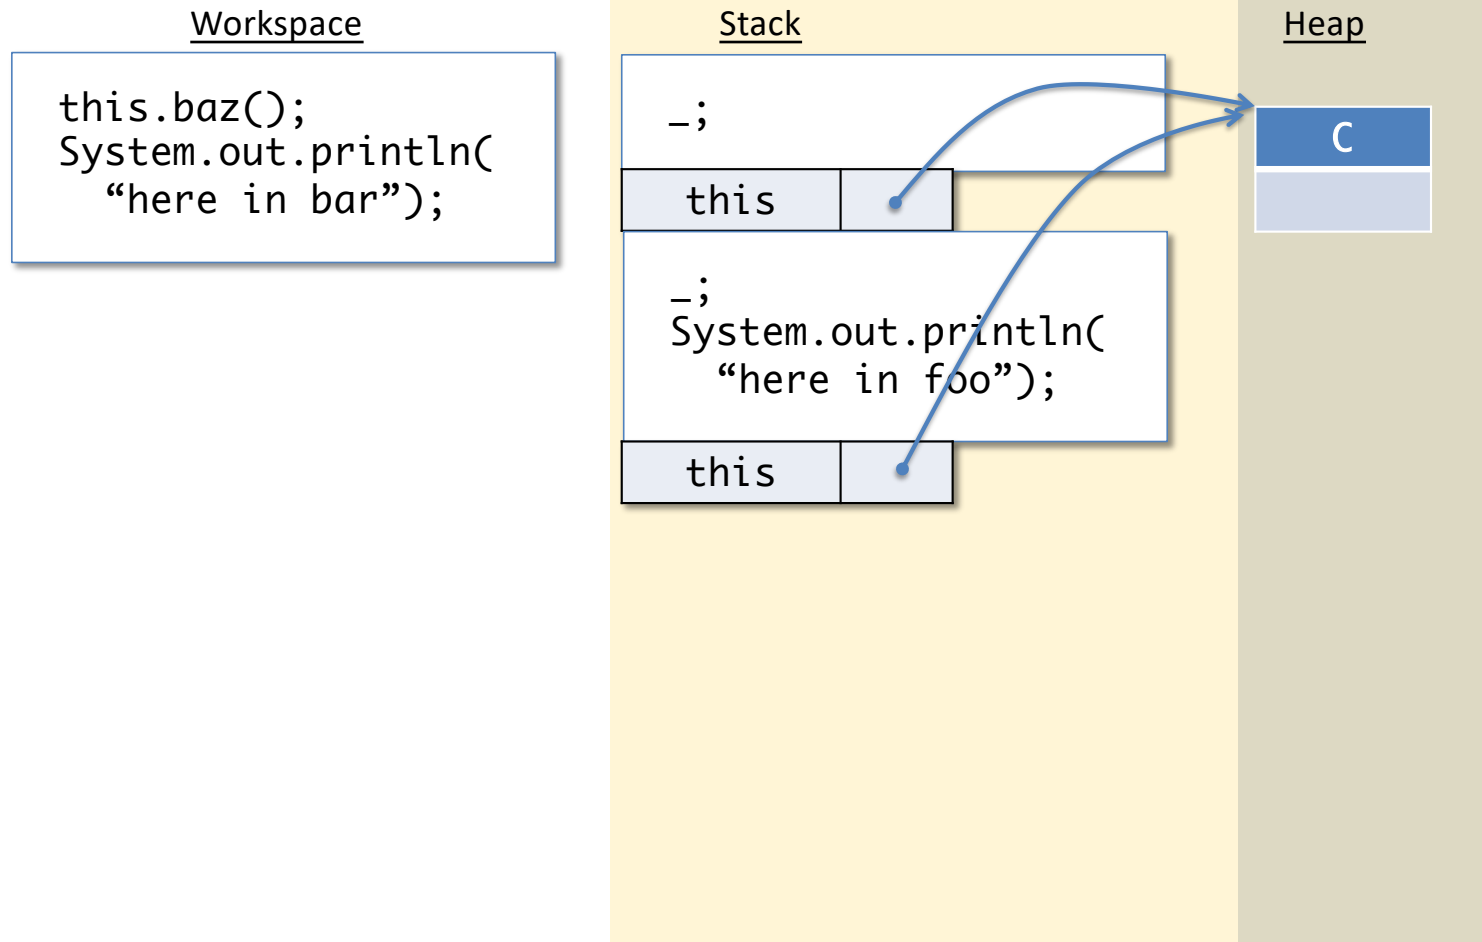 Workspace
this.baz();
System.out.println(
“here in bar”);
Stack
_;
this
_;
System.out.println(
“here in foo”);
this
Heap
C